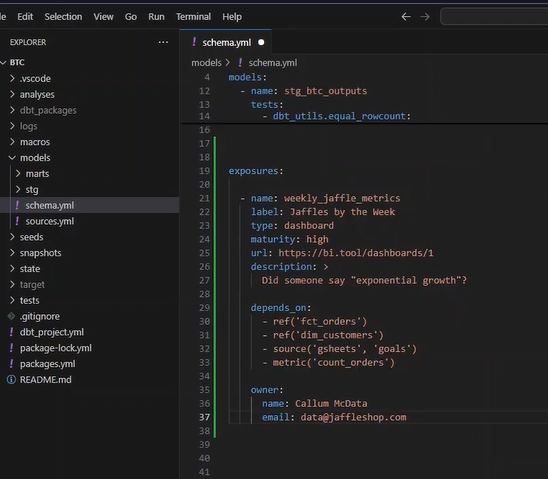 le Edit Selection View Go Run Terminal Help
EXPLORER
BTC
.vscode
analyses
dbt_packages
logs
macros
models
marts
stg
! schema.yml
! sources.yml
seeds
snapshots
state
target
tests
.gitignore
! dbt_project.yml
! package-lock.yml
! packages.yml
README.md
! schema.yml
models > ! schema.yml
4 models:
12 - name: stg_btc_outputs
13 tests:
14 - dbt_utils.equal_rowcount:
16
17
18
19 exposures:
20
21 - name: weekly_jaffle_metrics
22 label: Jaffles by the Week
23 type: dashboard
24 maturity: high
25 url: https://bi.tool/dashboards/1
26 description: >
27 Did someone say "exponential growth"?
28
29 depends_on:
30 - ref('fct_orders')
31 - ref('dim_customers')
32 - source('gsheets', 'goals')
33 - metric('count_orders')
34
35 owner:
36 name: Callum McData
37 email: data@jaffleshop.com
38
39
40
41